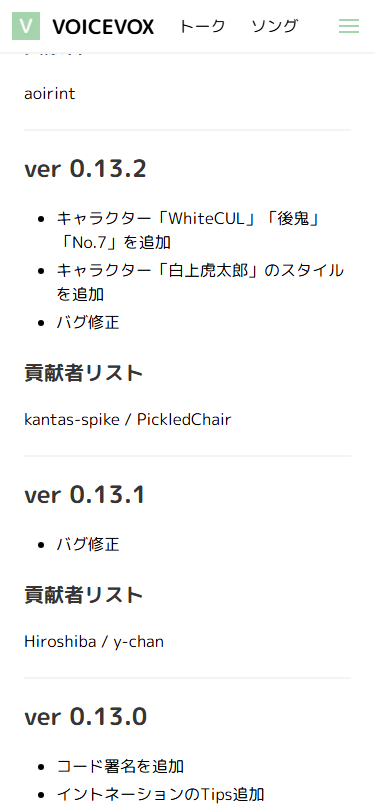 V VOICEVOX トーク ソング
aoirint
ver 0.13.2
• キャラクター「WhiteCUL」「後鬼」
「No.7」を追加
• キャラクター「白上虎太郎」のスタイル
を追加
• バグ修正
貢献者リスト
kantas-spike / PickledChair
ver 0.13.1
• バグ修正
貢献者リスト
Hiroshiba / y-chan
ver 0.13.0
• コード署名を追加
• イントネーションのTips追加